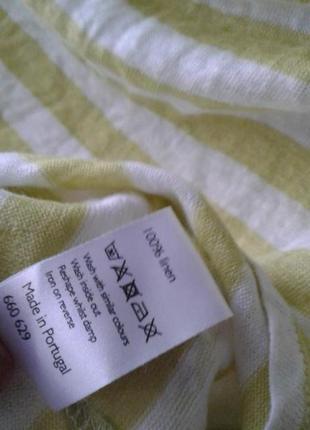 100% linen
Wash with similar colours
Wash inside out
Reshape whilst damp
Iron on reverse
Made in Portugal
660 629